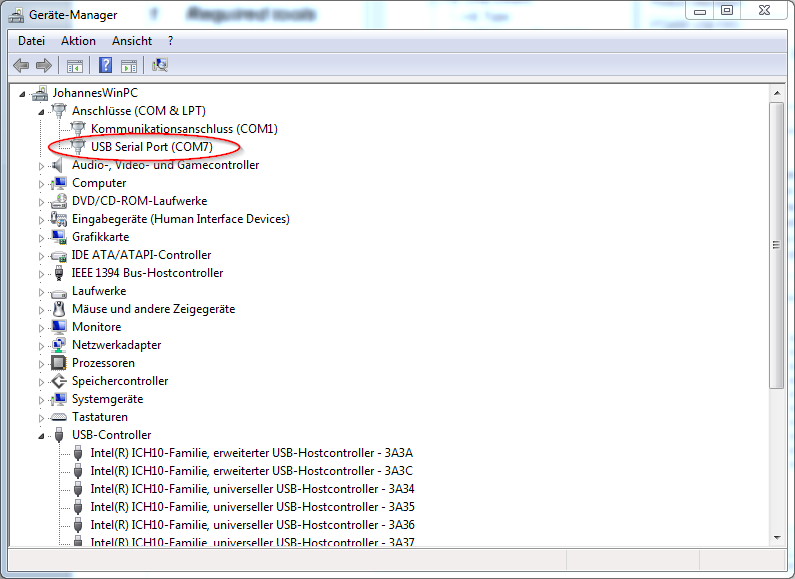 Required tools
Geräte-Manager
Datei Aktion Ansicht ?
JohannesWinPC
Anschlüsse (COM & LPT)
Kommunikationsanschluss (COM1)
USB Serial Port (COM7)
Audio-, Video- und Gamecontroller
Computer
DVD/CD-ROM-Laufwerke
Eingabegeräte (Human Interface Devices)
Grafikkarte
IDE ATA/ATAPI-Controller
IEEE 1394 Bus-Hostcontroller
Laufwerke
Mäuse und andere Zeigegeräte
Monitore
Netzwerkadapter
Prozessoren
Speichercontroller
Systemgeräte
Tastaturen
USB-Controller
Intel(R) ICH10-Familie, erweiterter USB-Hostcontroller - 3A3A
Intel(R) ICH10-Familie, erweiterter USB-Hostcontroller - 3A3C
Intel(R) ICH10-Familie, universeller USB-Hostcontroller - 3A34
Intel(R) ICH10-Familie, universeller USB-Hostcontroller - 3A35
Intel(R) ICH10-Familie, universeller USB-Hostcontroller - 3A36
Intel(R) ICH10-Familie, universeller USB-Hostcontroller - 3A37